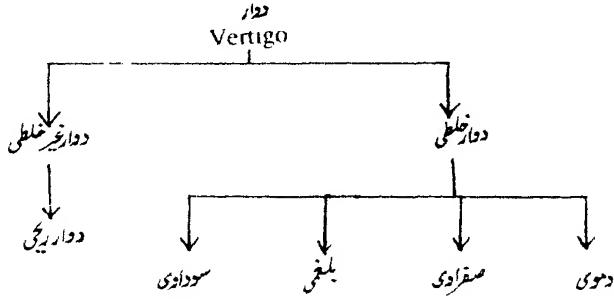 دوار
Vertigo
دوار خلطی
دوار غیر خلطی
دموی
صفراوی
بلغمی
سوداوی
دوار ریحی